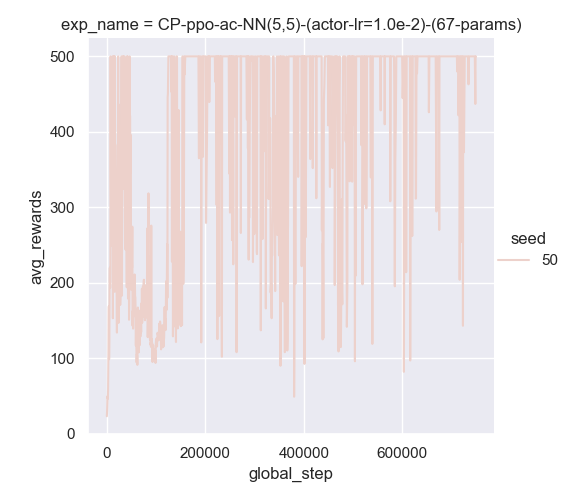 exp_name = CP-ppo-ac-NN(5,5)-(actor-lr=1.0e-2)-(67-params)
500
400
300
200
100
0
avg_rewards
0
200000
400000
600000
global_step
seed
50